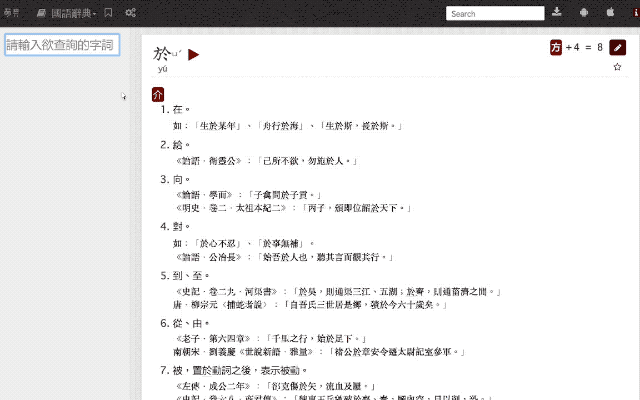 學習
國語辭典
Search
i
請輸入欲查詢的字詞
於 ㄩˊ
yú
方 +4 = 8
介
1. 在。
如：「生於某年」、「舟行於海」、「生於斯，長於斯。」
2. 給。
《論語．衛靈公》：「己所不欲，勿施於人。」
3. 向。
《論語．學而》：「子禽問於子貢。」
《明史．卷二．太祖本紀二》：「丙子，頒即位詔於天下。」
4. 對。
如：「於心不忍」、「於事無補」。
《論語．公冶長》：「始吾於人也，聽其言而觀其行。」
5. 到、至。
《史記．卷二九．河渠書》：「於吳，則通渠三江、五湖；於齊，則通菑濟之間。」
唐．柳宗元〈捕蛇者說〉：「自吾氏三世居是鄉，積於今六十歲矣。」
6. 從、由。
《老子．第六四章》：「千里之行，始於足下。」
南朝宋．劉義慶《世說新語．雅量》：「褚公於章安令遷太尉記室參軍。」
7. 被，置於動詞之後，表示被動。
《左傳．成公二年》：「郤克傷於矢，流血及屨。」